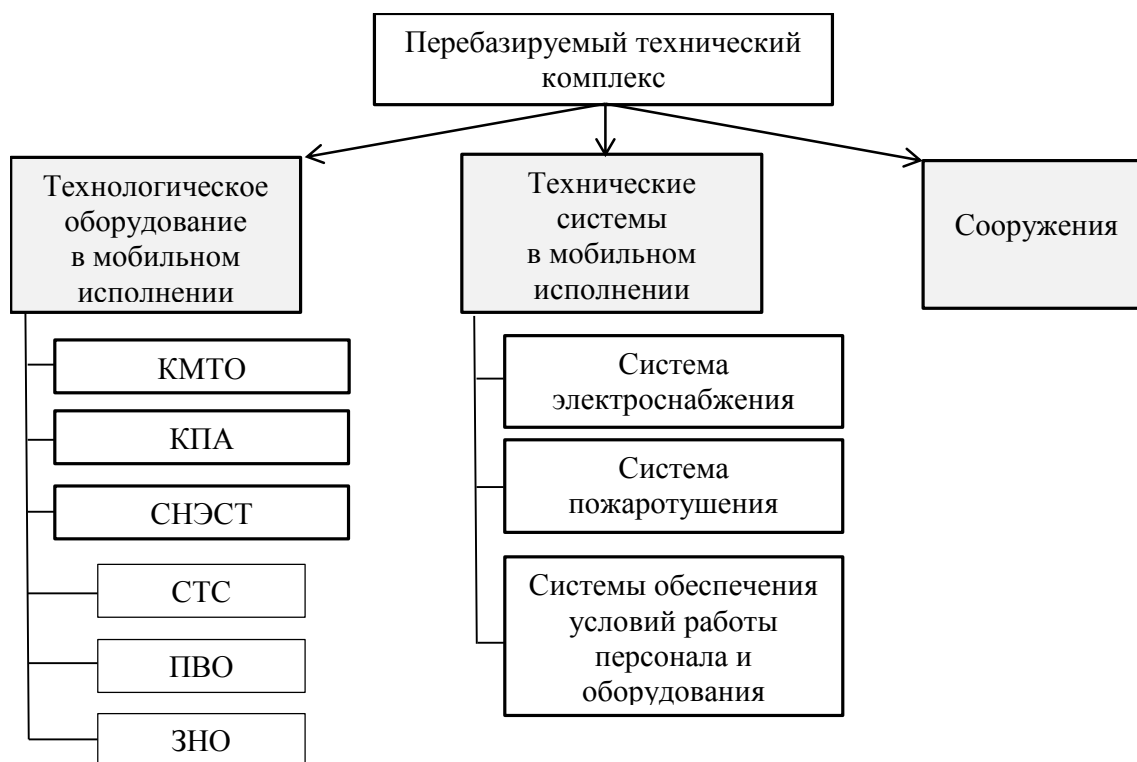 Перебазируемый технический
комплекс
Технологическое
оборудование
в мобильном
исполнении
КМТО
КПА
СНЭСТ
СТС
ПВО
ЗНО
Технические
системы
в мобильном
исполнении
Система
электроснабжения
Система
пожаротушения
Системы обеспечения
условий работы
персонала и
оборудования
Сооружения